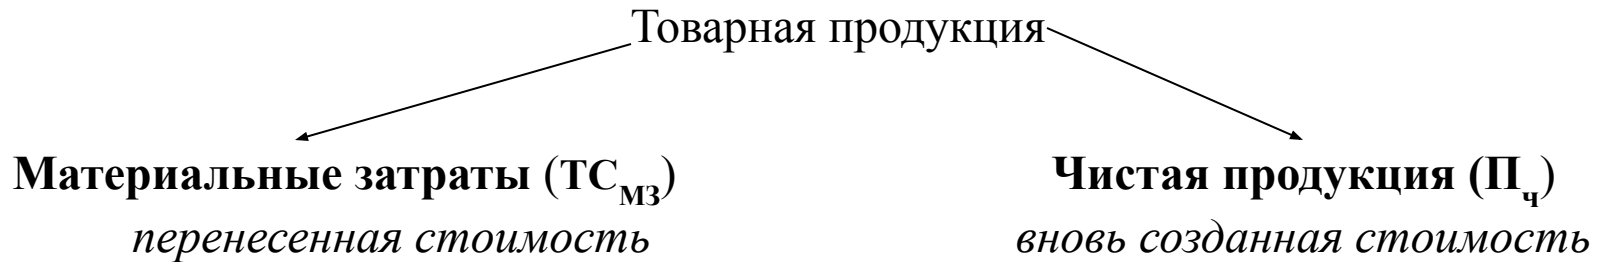 Товарная продукция
Материальные затраты (ТС_МЗ) Чистая продукция (П_ч)
перенесенная стоимость вновь созданная стоимость